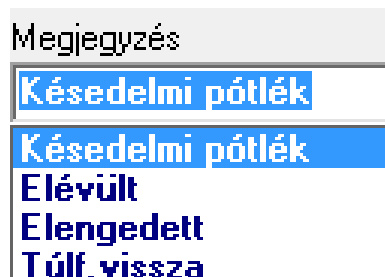 Megjegyzés
Késedelmi pótlék
Késedelmi pótlék
Elévült
Elengedett
Túlf.vissza